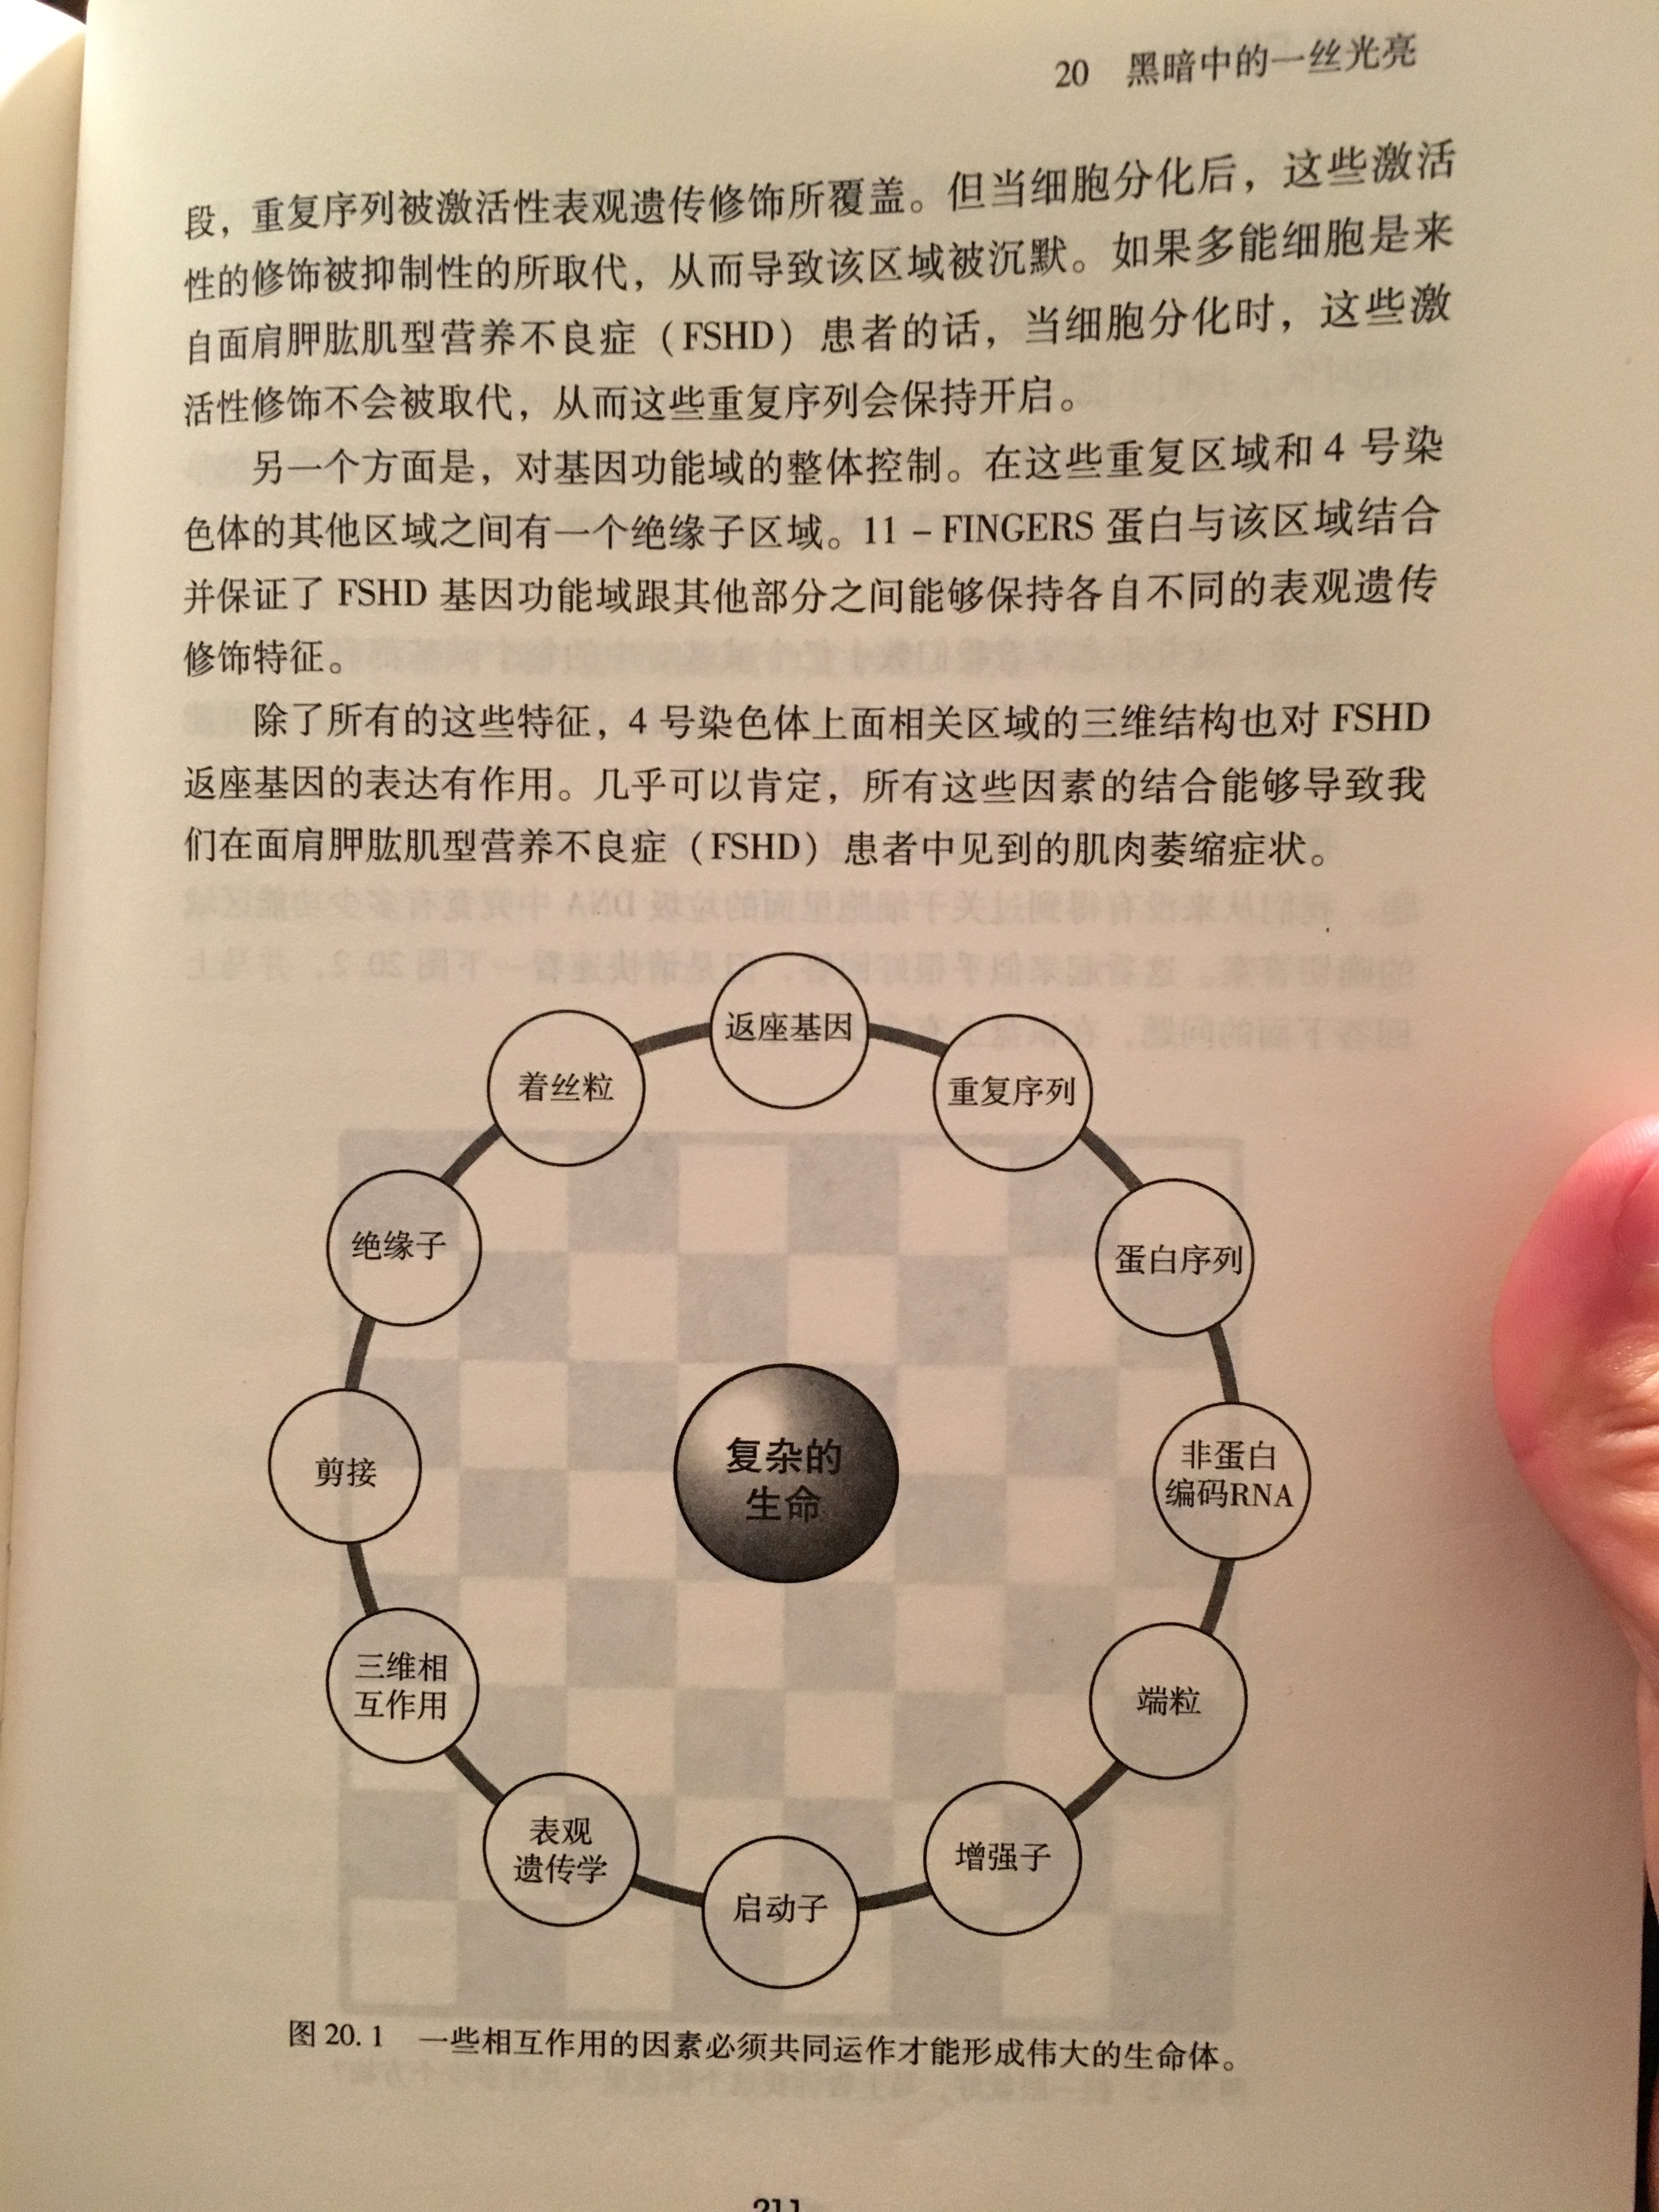 20 黑暗中的一丝光亮
段，重复序列被激活性表观遗传修饰所覆盖。但当细胞分化后，这些激活
性的修饰被抑制性的所取代，从而导致该区域被沉默。如果多能细胞是来
自面肩胛肱肌型营养不良症（FSHD）患者的话，当细胞分化时，这些激
活性修饰不会被取代，从而这些重复序列会保持开启。
另一个方面是，对基因功能域的整体控制。在这些重复区域和 4 号染
色体的其他区域之间有一个绝缘子区域。11 – FINGERS 蛋白与该区域结合
并保证了 FSHD 基因功能域跟其他部分之间能够保持各自不同的表观遗传
修饰特征。
除了所有的这些特征，4 号染色体上面相关区域的三维结构也对 FSHD
返座基因的表达有作用。几乎可以肯定，所有这些因素的结合能够导致我
们在面肩胛肱肌型营养不良症（FSHD）患者中见到的肌肉萎缩症状。
返座基因
重复序列
蛋白序列
非蛋白
编码RNA
端粒
增强子
启动子
表观
遗传学
三维相
互作用
剪接
绝缘子
着丝粒
复杂的
生命
图 20.1 一些相互作用的因素必须共同运作才能形成伟大的生命体。
211